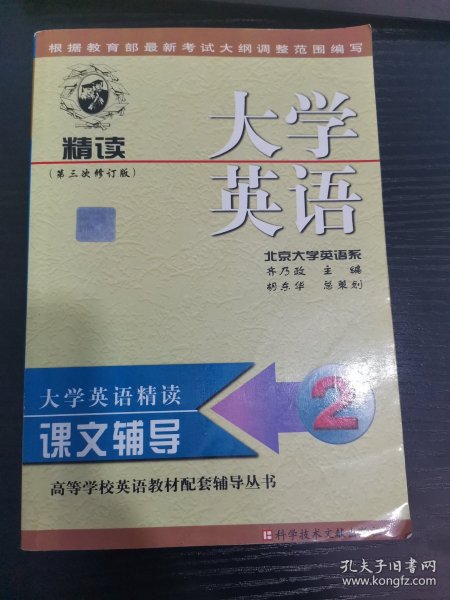 根据教育部最新考试大纲调整范围编写
精读
(第三次修订版)
大学
英语
北京大学英语系
齐乃政 主编
胡东华 总策划
大学英语精读
课文辅导
2
高等学校英语教材配套辅导丛书
科学技术文献出
孔夫子旧书网
www.kongfz.com